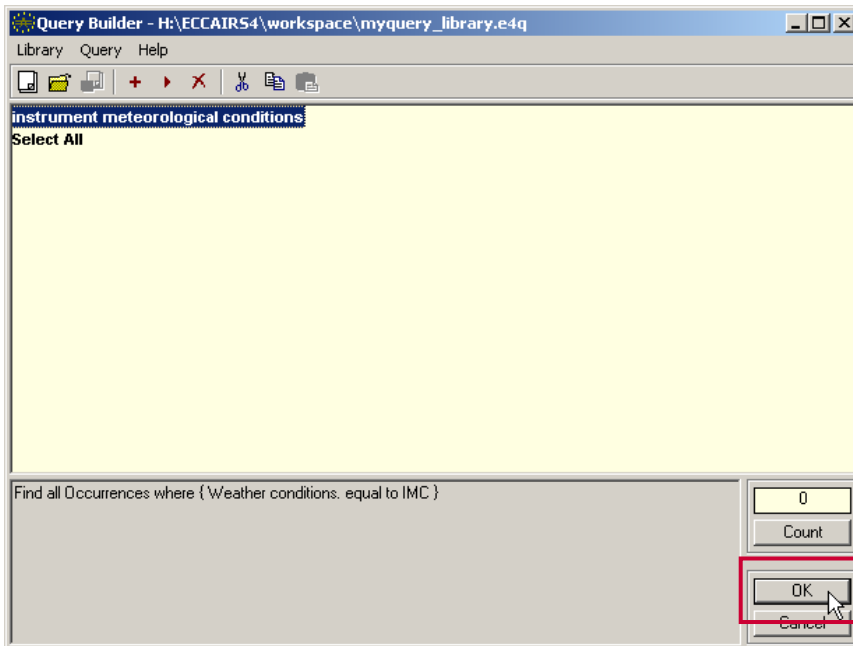 Query Builder - H:\ECCAIRS4\workspace\myquery_library.e4q
Library Query Help
instrument meteorological conditions
Select All
Find all Occurrences where { Weather conditions. equal to IMC }
0
Count
OK
Cancel